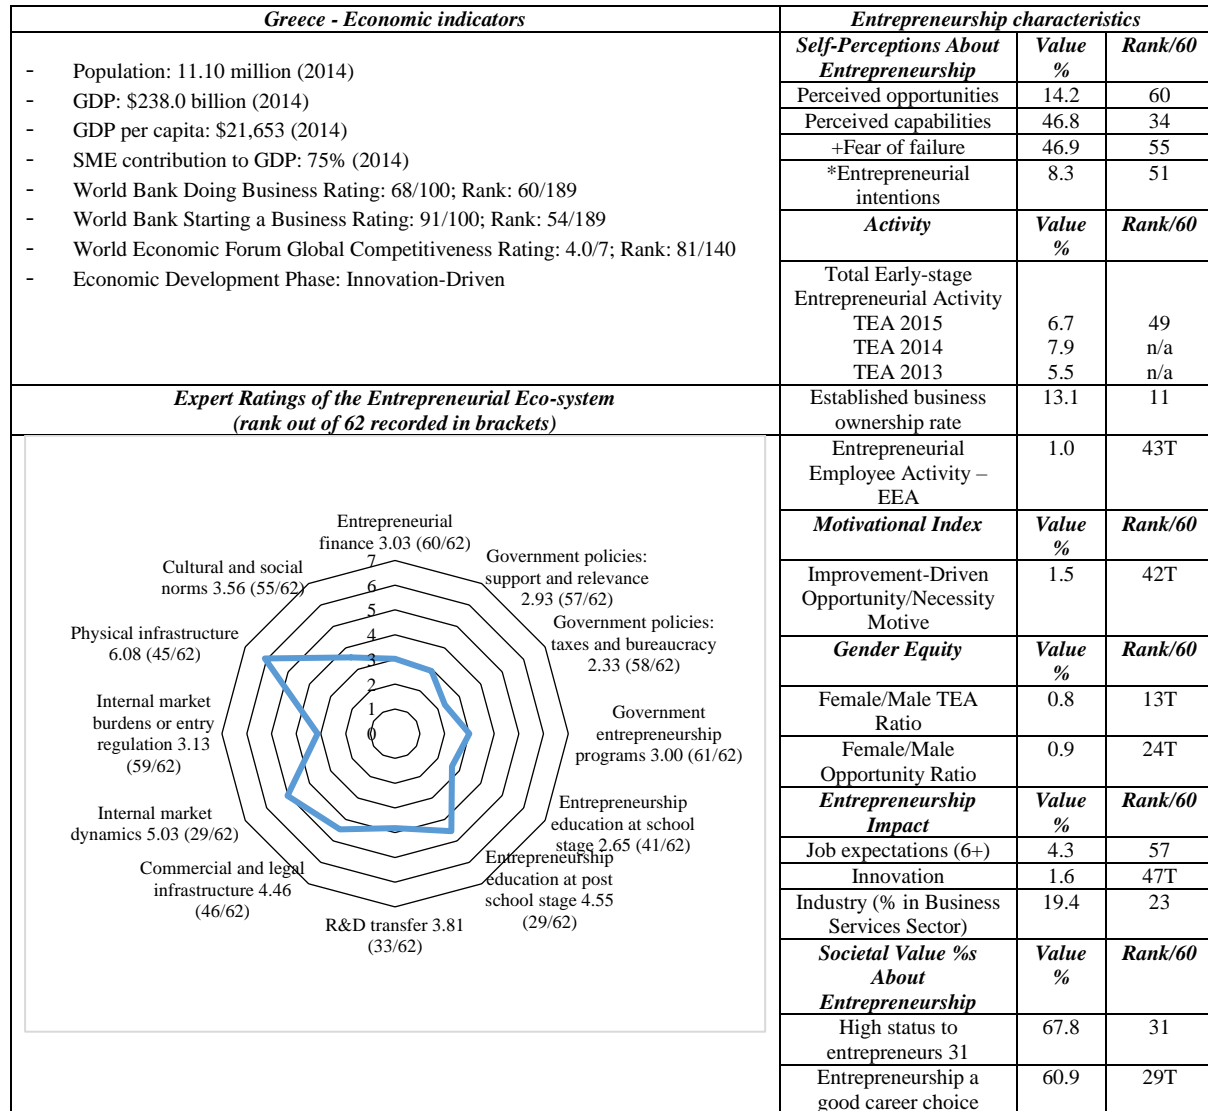 Greece - Economic indicators
- Population: 11.10 million (2014)
- GDP: $238.0 billion (2014)
- GDP per capita: $21,653 (2014)
- SME contribution to GDP: 75% (2014)
- World Bank Doing Business Rating: 68/100; Rank: 60/189
- World Bank Starting a Business Rating: 91/100; Rank: 54/189
- World Economic Forum Global Competitiveness Rating: 4.0/7; Rank: 81/140
- Economic Development Phase: Innovation-Driven
Expert Ratings of the Entrepreneurial Eco-system
(rank out of 62 recorded in brackets)
Entrepreneurial
finance 3.03 (60/62)
Government policies:
support and relevance
2.93 (57/62)
Government policies:
taxes and bureaucracy
2.33 (58/62)
Government
entrepreneurship
programs 3.00 (61/62)
Entrepreneurship
education at school
stage 2.65 (41/62)
Entrepreneurship
education at post
school stage 4.55
(29/62)
R&D transfer 3.81
(33/62)
Commercial and legal
infrastructure 4.46
(46/62)
Internal market
dynamics 5.03 (29/62)
Internal market
burdens or entry
regulation 3.13
(59/62)
Physical infrastructure
6.08 (45/62)
Cultural and social
norms 3.56 (55/62)
7
6
5
4
3
2
1
0
Entrepreneurship characteristics
Self-Perceptions About Entrepreneurship Value % Rank/60
Perceived opportunities 14.2 60
Perceived capabilities 46.8 34
+Fear of failure 46.9 55
*Entrepreneurial intentions 8.3 51
Activity Value % Rank/60
Total Early-stage
Entrepreneurial Activity
TEA 2015 6.7 49
TEA 2014 7.9 n/a
TEA 2013 5.5 n/a
Established business ownership rate 13.1 11
Entrepreneurial Employee Activity – EEA 1.0 43T
Motivational Index Value % Rank/60
Improvement-Driven Opportunity/Necessity Motive 1.5 42T
Gender Equity Value % Rank/60
Female/Male TEA Ratio 0.8 13T
Female/Male Opportunity Ratio 0.9 24T
Entrepreneurship Impact Value % Rank/60
Job expectations (6+) 4.3 57
Innovation 1.6 47T
Industry (% in Business Services Sector) 19.4 23
Societal Value %s About Entrepreneurship Value % Rank/60
High status to entrepreneurs 31 67.8 31
Entrepreneurship a good career choice 60.9 29T